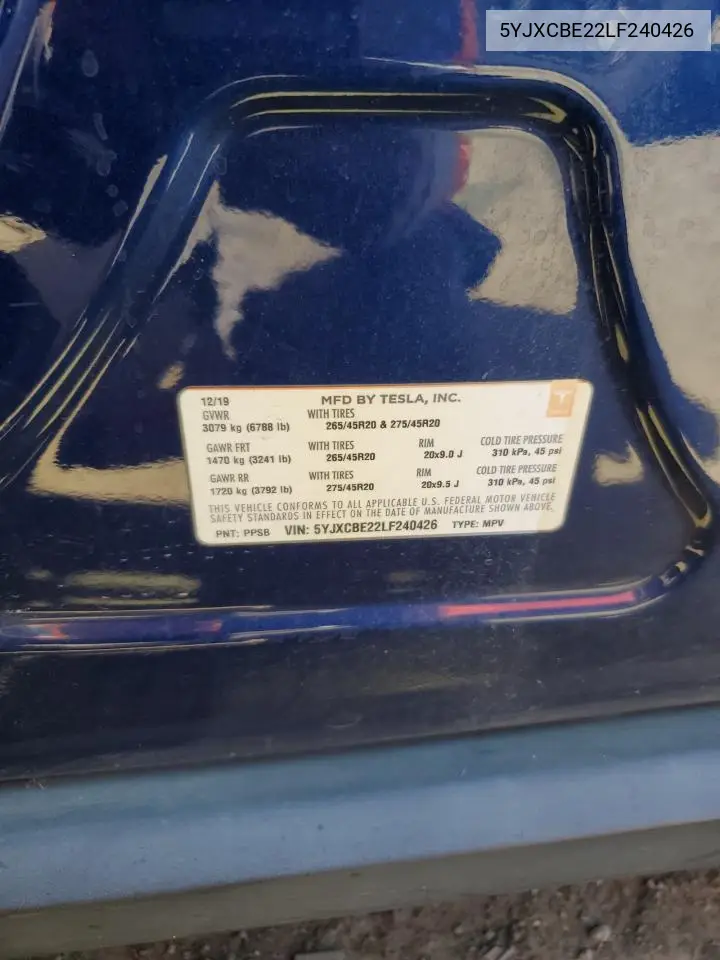 5YJXCBE22LF240426
12/19 MFD BY TESLA, INC.
GVWR WITH TIRES
3079 kg (6788 lb) 265/45R20 & 275/45R20
GAWR FRT WITH TIRES RIM COLD TIRE PRESSURE
1470 kg (3241 lb) 265/45R20 20x9.0 J 310 kPa, 45 psi
GAWR RR WITH TIRES RIM COLD TIRE PRESSURE
1720 kg (3792 lb) 275/45R20 20x9.5 J 310 kPa, 45 psi
THIS VEHICLE CONFORMS TO ALL APPLICABLE U.S. FEDERAL MOTOR VEHICLE
SAFETY STANDARDS IN EFFECT ON THE DATE OF MANUFACTURE SHOWN ABOVE.
PNT: PPSB VIN: 5YJXCBE22LF240426 TYPE: MPV